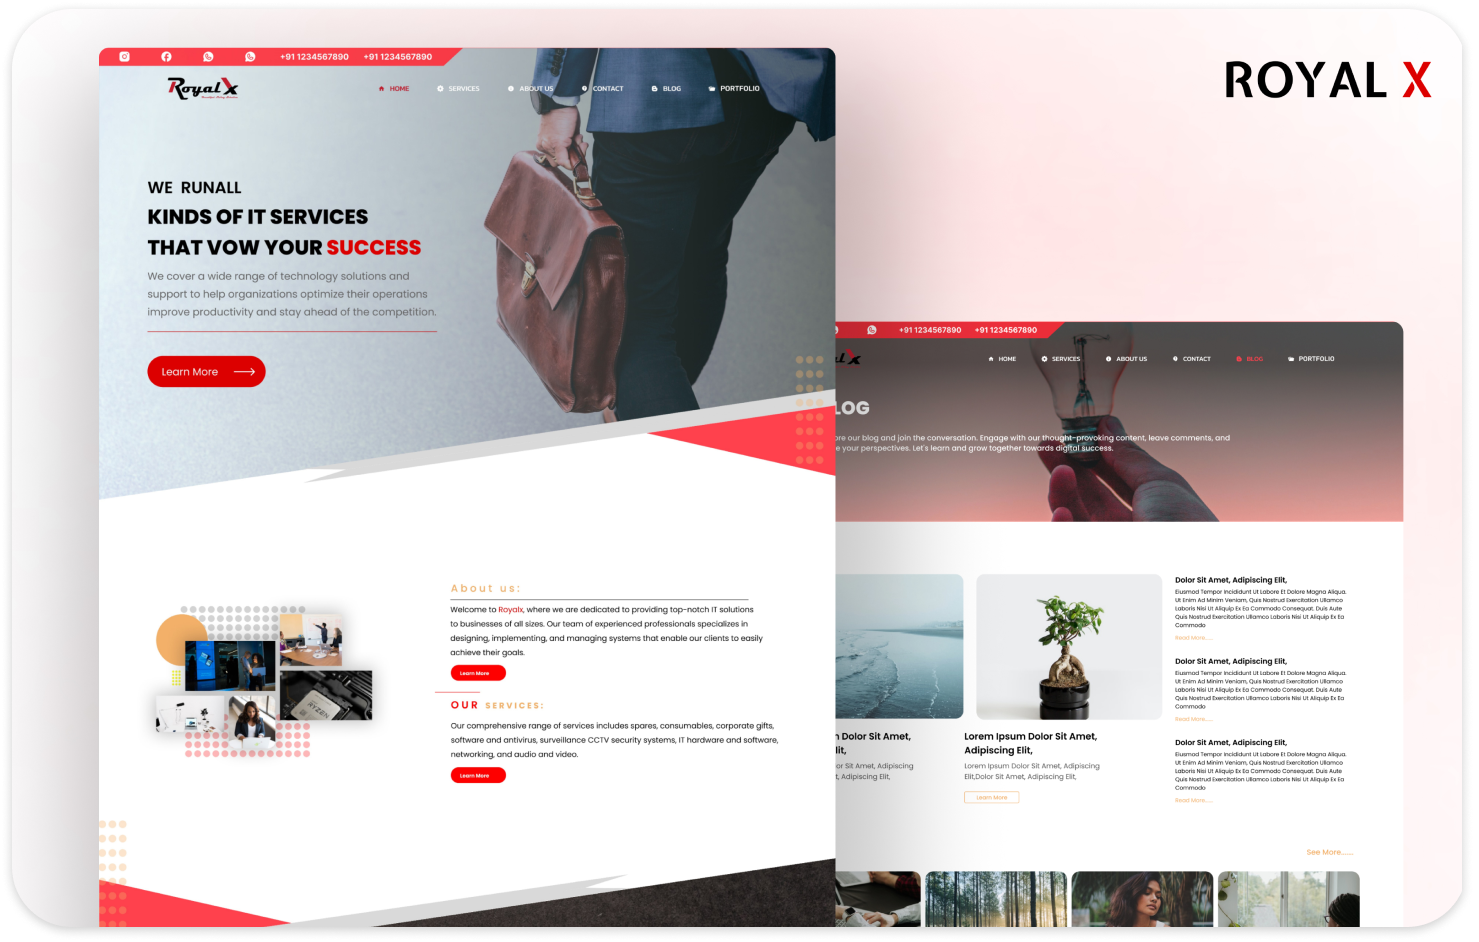 +91 1234567890 +91 1234567890
RoyalX
HOME SERVICES ABOUT US CONTACT BLOG PORTFOLIO
WE RUNALL
KINDS OF IT SERVICES
THAT VOW YOUR SUCCESS
We cover a wide range of technology solutions and
support to help organizations optimize their operations
improve productivity and stay ahead of the competition.
Learn More
About us:
Welcome to Royalx, where we are dedicated to providing top-notch IT solutions
to businesses of all sizes. Our team of experienced professionals specializes in
designing, implementing, and managing systems that enable our clients to easily
achieve their goals.
Learn More
OUR SERVICES:
Our comprehensive range of services includes spares, consumables, corporate gifts,
software and antivirus, surveillance CCTV security systems, IT hardware and software,
networking, and audio and video.
Learn More
RYZEN
ROYAL X
+91 1234567890 +91 1234567890
lX
HOME SERVICES ABOUT US CONTACT BLOG PORTFOLIO
LOG
ore our blog and join the conversation. Engage with our thought-provoking content, leave comments, and
e your perspectives. Let's learn and grow together towards digital success.
Dolor Sit Amet,
lit,
or Sit Amet, Adipiscing
t, Adipiscing Elit,
Lorem Ipsum Dolor Sit Amet,
Adipiscing Elit,
Lorem Ipsum Dolor Sit Amet, Adipiscing
Elit,Dolor Sit Amet, Adipiscing Elit,
Learn More
Dolor Sit Amet, Adipiscing Elit,
Eiusmod Tempor Incididunt Ut Labore Et Dolore Magna Aliqua.
Ut Enim Ad Minim Veniam, Quis Nostrud Exercitation Ullamco
Laboris Nisi Ut Aliquip Ex Ea Commodo Consequat. Duis Aute
Quis Nostrud Exercitation Ullamco Laboris Nisi Ut Aliquip Ex Ea
Commodo
Read More.....
Dolor Sit Amet, Adipiscing Elit,
Eiusmod Tempor Incididunt Ut Labore Et Dolore Magna Aliqua.
Ut Enim Ad Minim Veniam, Quis Nostrud Exercitation Ullamco
Laboris Nisi Ut Aliquip Ex Ea Commodo Consequat. Duis Aute
Quis Nostrud Exercitation Ullamco Laboris Nisi Ut Aliquip Ex Ea
Commodo
Read More.....
Dolor Sit Amet, Adipiscing Elit,
Eiusmod Tempor Incididunt Ut Labore Et Dolore Magna Aliqua.
Ut Enim Ad Minim Veniam, Quis Nostrud Exercitation Ullamco
Laboris Nisi Ut Aliquip Ex Ea Commodo Consequat. Duis Aute
Quis Nostrud Exercitation Ullamco Laboris Nisi Ut Aliquip Ex Ea
Commodo
Read More.....
See More.......